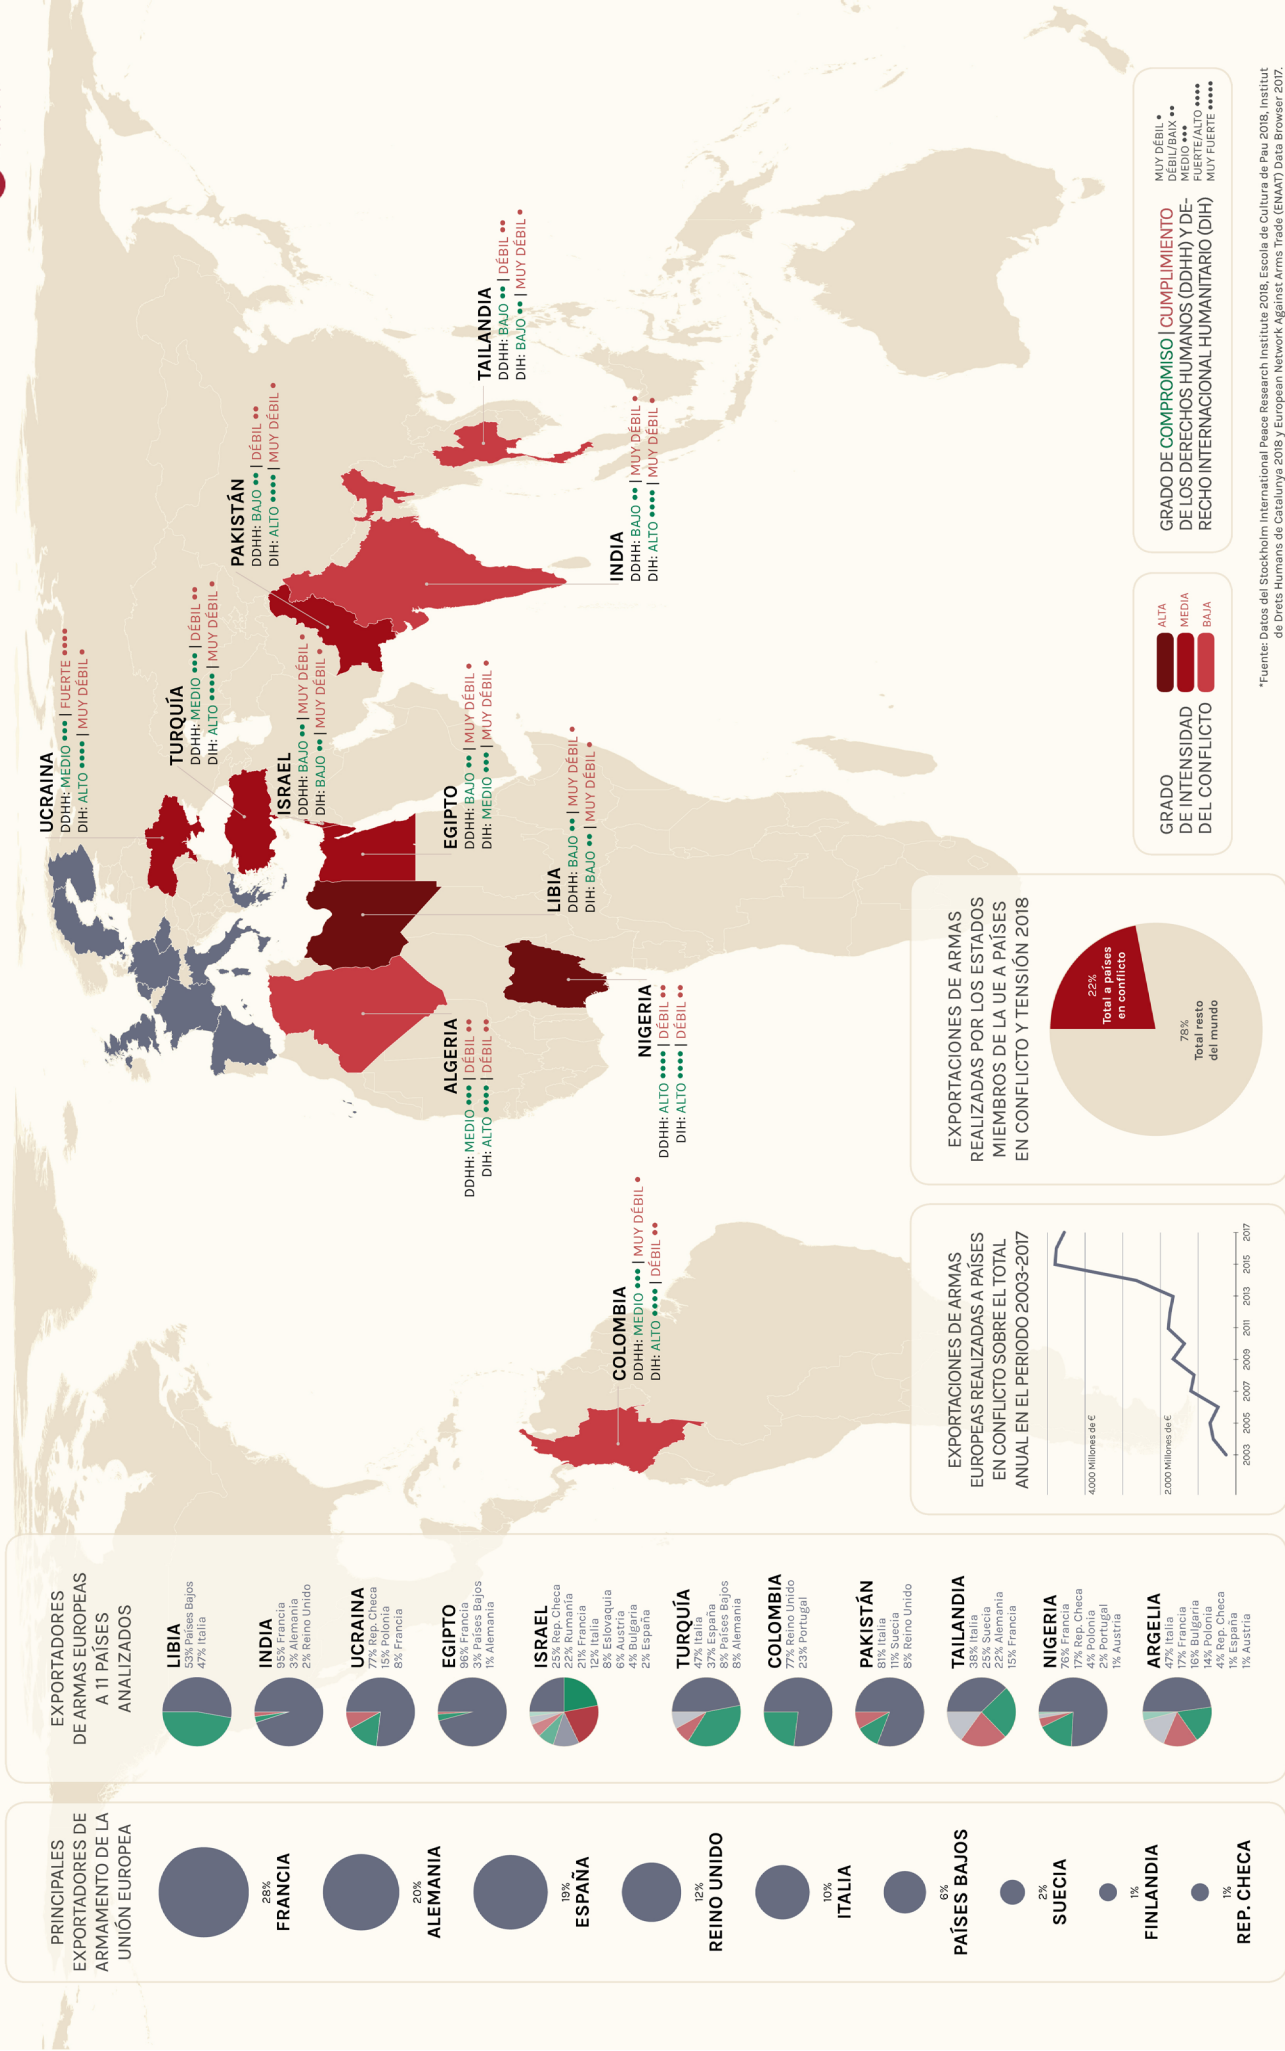 PRINCIPALES
EXPORTADORES DE
ARMAMENTO DE LA
UNIÓN EUROPEA
28%
FRANCIA
20%
ALEMANIA
19%
ESPAÑA
12%
REINO UNIDO
10%
ITALIA
6%
PAÍSES BAJOS
2%
SUECIA
1%
FINLANDIA
1%
REP. CHECA
EXPORTADORES
DE ARMAS EUROPEAS
A 11 PAÍSES
ANALIZADOS
LIBIA
53% Países Bajos
47% Italia
INDIA
95% Francia
3% Alemania
2% Reino Unido
UCRAINA
77% Rep. Checa
15% Polonia
8% Francia
EGIPTO
96% Francia
3% Países Bajos
1% Alemania
ISRAEL
25% Rep. Checa
22% Rumanía
21% Francia
12% Italia
8% Eslovaquia
6% Austria
4% Bulgaria
2% España
TURQUÍA
47% Italia
37% España
8% Países Bajos
8% Alemania
COLOMBIA
77% Reino Unido
23% Portugal
PAKISTÁN
81% Italia
11% Suecia
8% Reino Unido
TAILANDIA
38% Italia
25% Suecia
22% Alemania
15% Francia
NIGERIA
76% Francia
17% Rep. Checa
4% Polonia
2% Portugal
1% Austria
ARGELIA
47% Italia
17% Francia
16% Bulgaria
14% Polonia
4% Rep. Checa
1% España
1% Austria
UCRAINA
DDHH: MEDIO ••• | FUERTE ••••
DIH: ALTO •••• | MUY DÉBIL •
TURQUÍA
DDHH: MEDIO ••• | DÉBIL ••
DIH: ALTO •••• | MUY DÉBIL •
PAKISTÁN
DDHH: BAJO •• | DÉBIL ••
DIH: ALTO •••• | MUY DÉBIL •
ISRAEL
DDHH: BAJO •• | MUY DÉBIL •
DIH: BAJO •• | MUY DÉBIL •
EGIPTO
DDHH: BAJO •• | MUY DÉBIL •
DIH: MEDIO ••• | MUY DÉBIL •
TAILANDIA
DDHH: BAJO •• | DÉBIL ••
DIH: BAJO •• | MUY DÉBIL •
LIBIA
DDHH: BAJO •• | MUY DÉBIL •
DIH: BAJO •• | MUY DÉBIL •
INDIA
DDHH: BAJO •• | MUY DÉBIL •
DIH: ALTO •••• | MUY DÉBIL •
ALGERIA
DDHH: MEDIO ••• | DÉBIL ••
DIH: ALTO •••• | DÉBIL ••
NIGERIA
DDHH: ALTO •••• | DÉBIL ••
DIH: ALTO •••• | DÉBIL ••
COLOMBIA
DDHH: MEDIO ••• | MUY DÉBIL •
DIH: ALTO •••• | DÉBIL ••
EXPORTACIONES DE ARMAS
EUROPEAS REALIZADAS A PAÍSES
EN CONFLICTO SOBRE EL TOTAL
ANUAL EN EL PERIODO 2003-2017
4.000 Millones de €
2.000 Millones de €
2003 2005 2007 2009 2011 2013 2015 2017
EXPORTACIONES DE ARMAS
REALIZADAS POR LOS ESTADOS
MIEMBROS DE LA UE A PAÍSES
EN CONFLICTO Y TENSIÓN 2018
22%
Total a países
en conflicto
78%
Total resto
del mundo
GRADO
DE INTENSIDAD
DEL CONFLICTO
ALTA
MEDIA
BAJA
GRADO DE COMPROMISO | CUMPLIMIENTO
DE LOS DERECHOS HUMANOS (DDHH) Y DE-
RECHO INTERNACIONAL HUMANITARIO (DIH)
MUY DÉBIL •
DÉBIL/BAIX ••
MEDIO •••
FUERTE/ALTO ••••
MUY FUERTE •••••
*Fuente: Datos del Stockholm International Peace Research Institute 2018, Escola de Cultura de Pau 2018, Institut
de Drets Humans de Catalunya 2018 y European Network Against Arms Trade (ENAAT) Data Browser 2017.